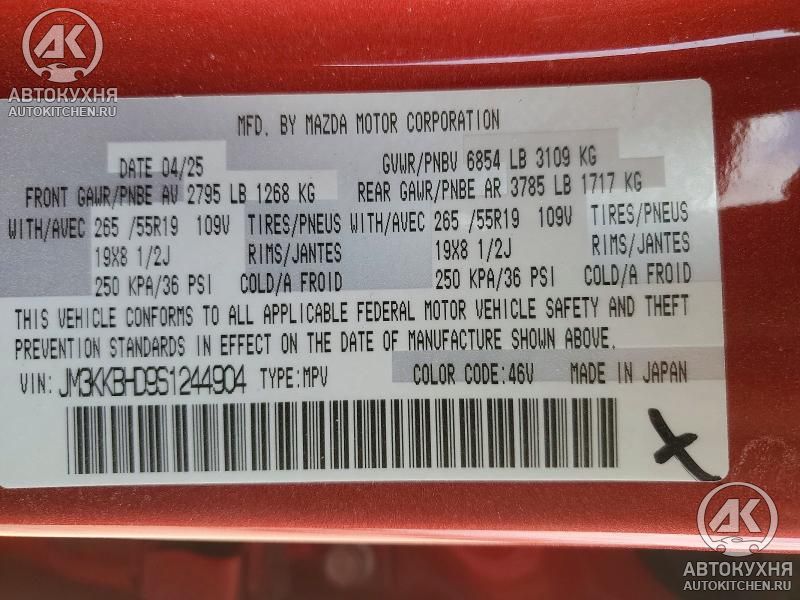 АК
АВТОКУХНЯ
AUTOKITCHEN.RU
MFD. BY MAZDA MOTOR CORPORATION
DATE 04/25 GVWR/PNBV 6854 LB 3109 KG
FRONT GAWR/PNBE AV 2795 LB 1268 KG REAR GAWR/PNBE AR 3785 LB 1717 KG
WITH/AVEC 265 /55R19 109V TIRES/PNEUS WITH/AVEC 265 /55R19 109V TIRES/PNEUS
19X8 1/2J RIMS/JANTES 19X8 1/2J RIMS/JANTES
250 KPA/36 PSI COLD/A FROID 250 KPA/36 PSI COLD/A FROID
THIS VEHICLE CONFORMS TO ALL APPLICABLE FEDERAL MOTOR VEHICLE SAFETY AND THEFT
PREVENTION STANDARDS IN EFFECT ON THE DATE OF MANUFACTURE SHOWN ABOVE.
VIN: JM3KKBHD9S1244904 TYPE:MPV COLOR CODE:46V MADE IN JAPAN
АК
АВТОКУХНЯ
AUTOKITCHEN.RU